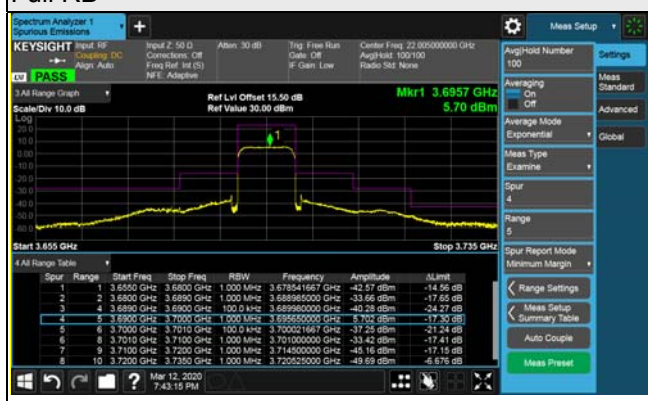 Full RB
Spectrum Analyzer 1
Spurious Emissions
Meas Setup
KEYSIGHT
Input: RF
Coupling: DC
Align: Auto
Input Z: 50 Ω
Corrections: Off
Freq Ref: Int (S)
NFE: Adaptive
Atten: 30 dB
Trig: Free Run
Gate: Off
IF Gain: Low
Center Freq: 22.005000000 GHz
Avg|Hold: 100/100
Radio Std: None
LVI PASS
3 All Range Graph
Scale/Div 10.0 dB
Ref Lvl Offset 15.50 dB
Ref Value 30.00 dBm
Mkr1 3.6957 GHz
5.70 dBm
Log
20.0
10.0
0.00
-10.0
-20.0
-30.0
-40.0
-50.0
-60.0
1
Start 3.655 GHz
Stop 3.735 GHz
4 All Range Table
Spur Range Start Freq Stop Freq RBW Frequency Amplitude ΔLimit
1 1 3.6550 GHz 3.6800 GHz 1.000 MHz 3.678541667 GHz -42.57 dBm -14.56 dB
2 2 3.6800 GHz 3.6890 GHz 1.000 MHz 3.688985000 GHz -33.66 dBm -17.65 dB
3 4 3.6890 GHz 3.6900 GHz 100.0 kHz 3.689980000 GHz -40.28 dBm -24.27 dB
4 5 3.6900 GHz 3.7000 GHz 1.000 MHz 3.695650000 GHz 5.702 dBm -17.30 dB
5 6 3.7000 GHz 3.7010 GHz 100.0 kHz 3.700021667 GHz -37.25 dBm -21.24 dB
6 8 3.7010 GHz 3.7100 GHz 1.000 MHz 3.701000000 GHz -33.42 dBm -17.41 dB
7 9 3.7100 GHz 3.7200 GHz 1.000 MHz 3.714500000 GHz -45.16 dBm -17.15 dB
8 10 3.7200 GHz 3.7350 GHz 1.000 MHz 3.720525000 GHz -49.69 dBm -6.676 dB
Mar 12, 2020
7:43:15 PM
Avg|Hold Number
100
Averaging
On
Off
Average Mode
Exponential
Meas Type
Examine
Spur
4
Range
5
Spur Report Mode
Minimum Margin
Range Settings
Meas Setup
Summary Table
Auto Couple
Meas Preset
Settings
Meas
Standard
Advanced
Global